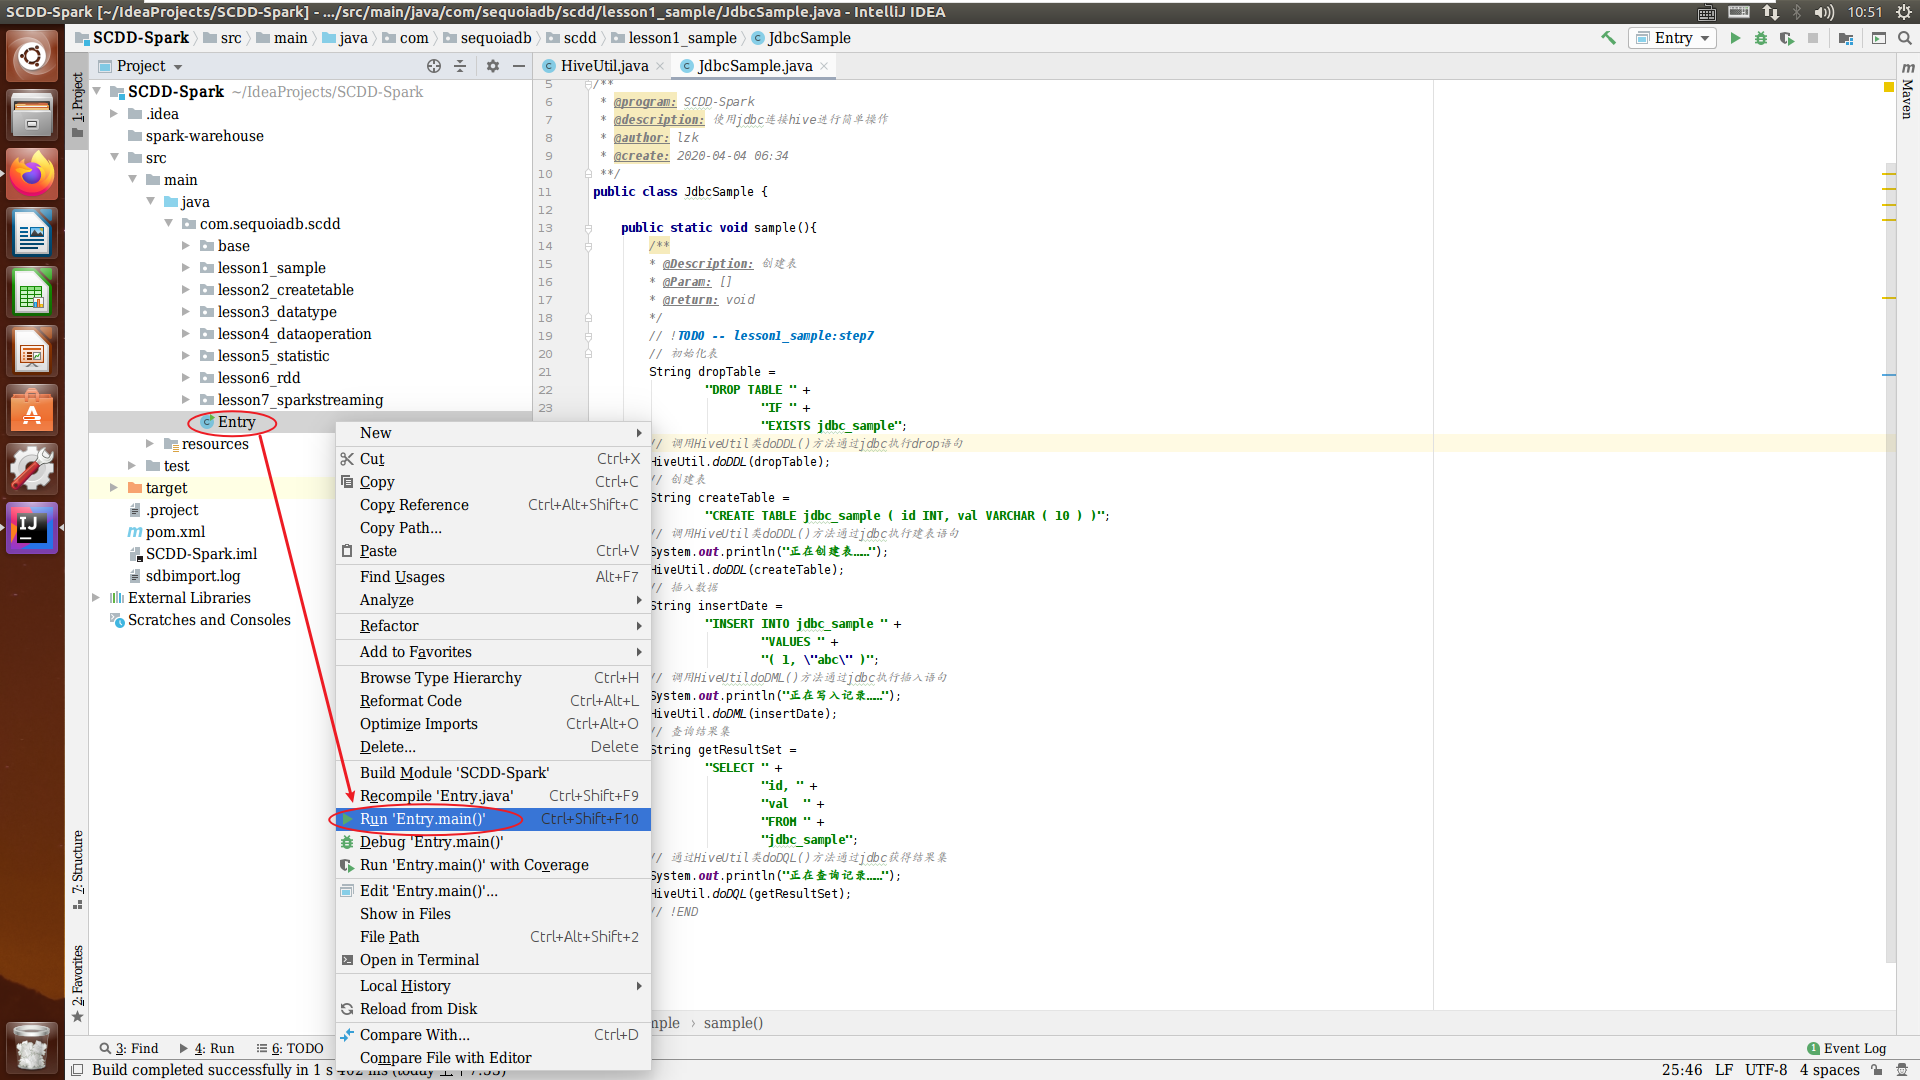 SCDD-Spark [~/IdeaProjects/SCDD-Spark] - .../src/main/java/com/sequoiadb/scdd/lesson1_sample/JdbcSample.java - IntelliJ IDEA
10:51
SCDD-Spark
src
main
java
com
sequoiadb
scdd
lesson1_sample
JdbcSample
Entry
Project
HiveUtil.java
JdbcSample.java
1: Project
7: Structure
2: Favorites
Maven
SCDD-Spark ~/IdeaProjects/SCDD-Spark
.idea
spark-warehouse
src
main
java
com.sequoiadb.scdd
base
lesson1_sample
lesson2_createtable
lesson3_datatype
lesson4_dataoperation
lesson5_statistic
lesson6_rdd
lesson7_sparkstreaming
Entry
resources
test
target
.project
pom.xml
SCDD-Spark.iml
sdbimport.log
External Libraries
Scratches and Consoles
New
Cut Ctrl+X
Copy Ctrl+C
Copy Reference Ctrl+Alt+Shift+C
Copy Path...
Paste Ctrl+V
Find Usages Alt+F7
Analyze
Refactor
Add to Favorites
Browse Type Hierarchy Ctrl+H
Reformat Code Ctrl+Alt+L
Optimize Imports Ctrl+Alt+O
Delete... Delete
Build Module 'SCDD-Spark'
Recompile 'Entry.java' Ctrl+Shift+F9
Run 'Entry.main()' Ctrl+Shift+F10
Debug 'Entry.main()'
Run 'Entry.main()' with Coverage
Edit 'Entry.main()'...
Show in Files
File Path Ctrl+Alt+Shift+2
Open in Terminal
Local History
Reload from Disk
Compare With... Ctrl+D
Compare File with Editor
5 /**
6 * @program: SCDD-Spark
7 * @description: 使用jdbc连接hive进行简单操作
8 * @author: lzk
9 * @create: 2020-04-04 06:34
10 **/
11 public class JdbcSample {
12
13 public static void sample(){
14 /**
15 * @Description: 创建表
16 * @Param: []
17 * @return: void
18 */
19 // !TODO -- lesson1_sample:step7
20 // 初始化表
21 String dropTable =
22 "DROP TABLE " +
23 "IF " +
"EXISTS jdbc_sample";
// 调用HiveUtil类doDDL()方法通过jdbc执行drop语句
HiveUtil.doDDL(dropTable);
// 创建表
String createTable =
"CREATE TABLE jdbc_sample ( id INT, val VARCHAR ( 10 ) )";
// 调用HiveUtil类doDDL()方法通过jdbc执行建表语句
System.out.println("正在创建表……");
HiveUtil.doDDL(createTable);
// 插入数据
String insertDate =
"INSERT INTO jdbc_sample " +
"VALUES " +
"( 1, \"abc\" )";
// 调用HiveUtildoDML()方法通过jdbc执行插入语句
System.out.println("正在写入记录……");
HiveUtil.doDML(insertDate);
// 查询结果集
String getResultSet =
"SELECT " +
"id, " +
"val  " +
"FROM " +
"jdbc_sample";
// 通过HiveUtil类doDQL()方法通过jdbc获得结果集
System.out.println("正在查询记录……");
HiveUtil.doDQL(getResultSet);
// !END
mple › sample()
3: Find
4: Run
6: TODO
1 Event Log
Build completed successfully in 1 s
25:46 LF UTF-8 4 spaces